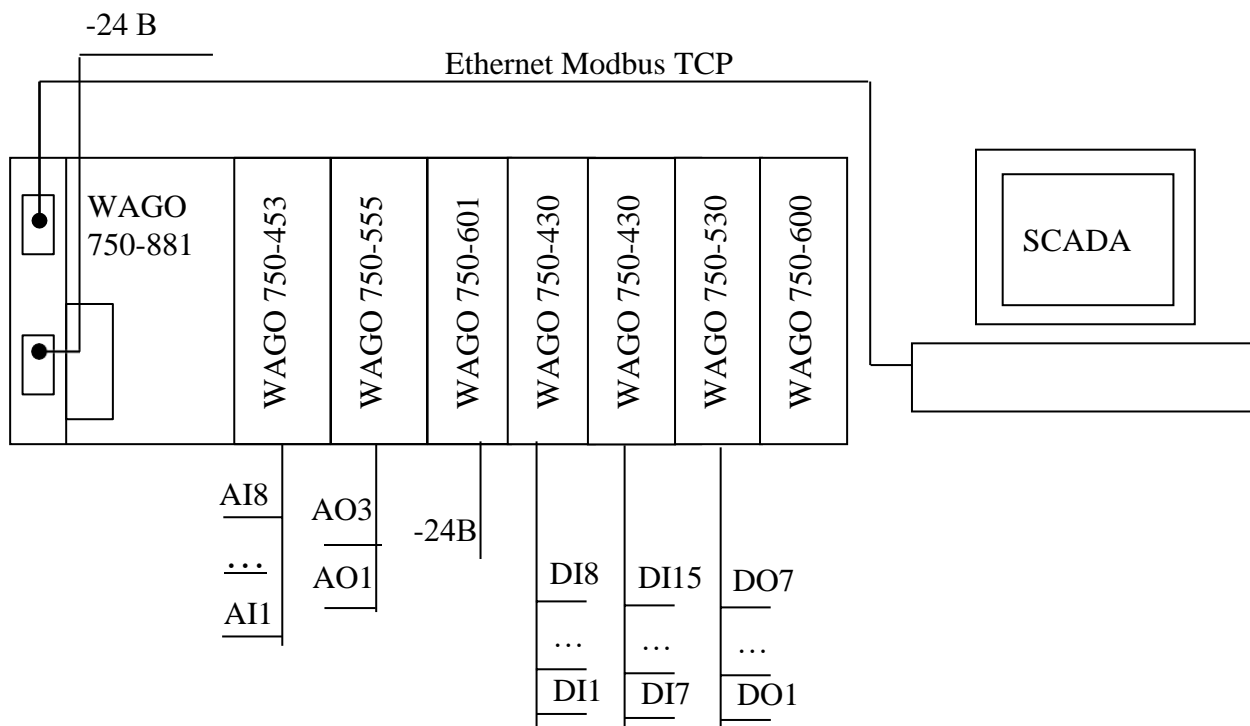 -24 В
Ethernet Modbus TCP
WAGO
750-881
WAGO 750-453
WAGO 750-555
WAGO 750-601
WAGO 750-430
WAGO 750-430
WAGO 750-530
WAGO 750-600
SCADA
AI8
…
AI1
AO3
AO1
-24В
DI8
…
DI1
DI15
…
DI7
DO7
…
DO1